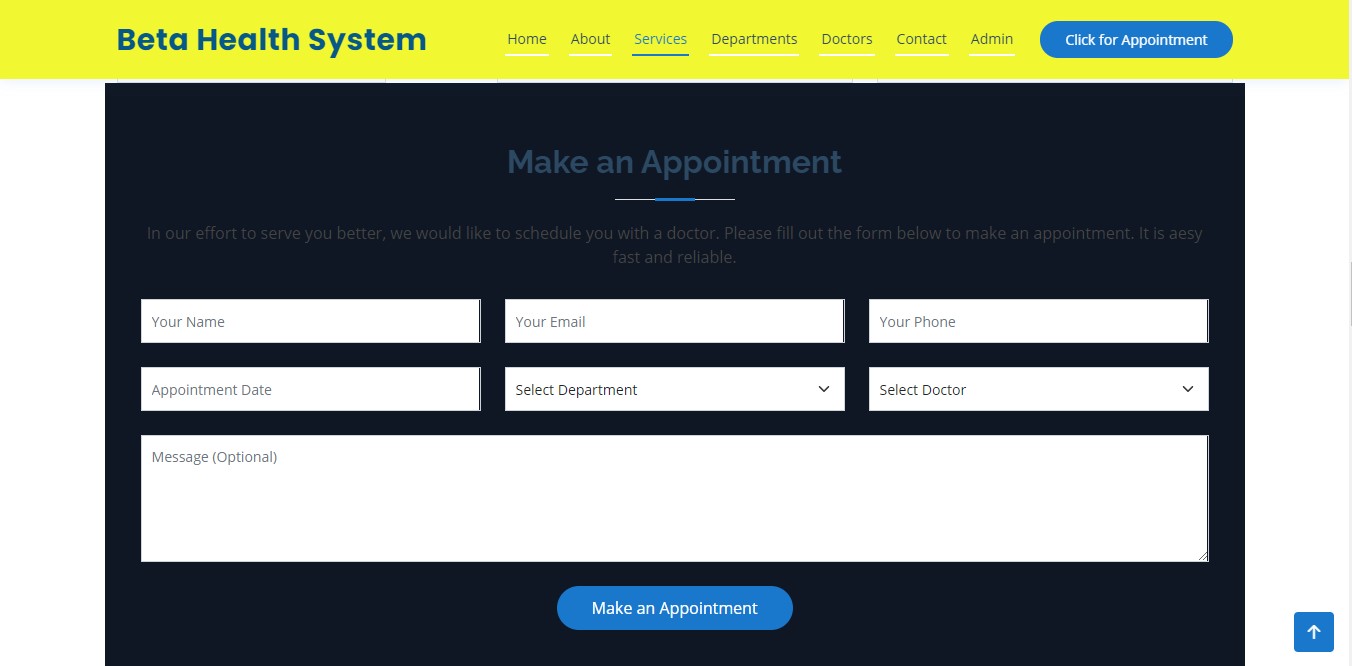 Beta Health System
Home About Services Departments Doctors Contact Admin Click for Appointment
Make an Appointment
In our effort to serve you better, we would like to schedule you with a doctor. Please fill out the form below to make an appointment. It is aesy
fast and reliable.
Your Name Your Email Your Phone
Appointment Date Select Department Select Doctor
Message (Optional)
Make an Appointment